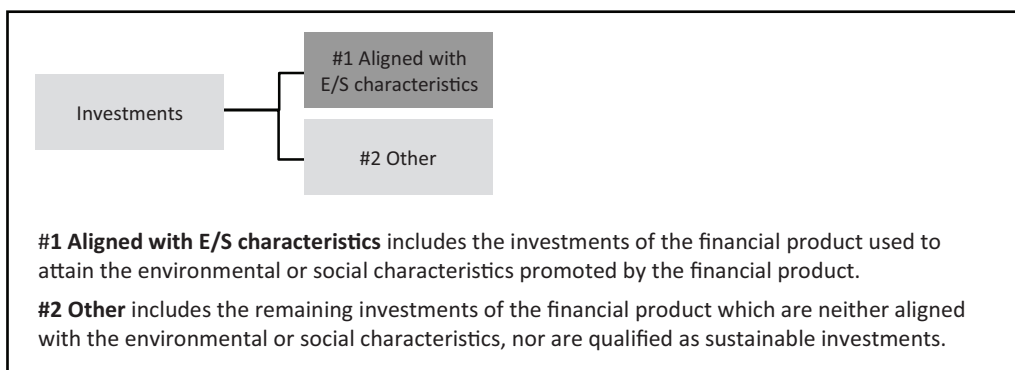 #1 Aligned with
E/S characteristics
Investments
#2 Other
#1 Aligned with E/S characteristics includes the investments of the financial product used to
attain the environmental or social characteristics promoted by the financial product.
#2 Other includes the remaining investments of the financial product which are neither aligned
with the environmental or social characteristics, nor are qualified as sustainable investments.